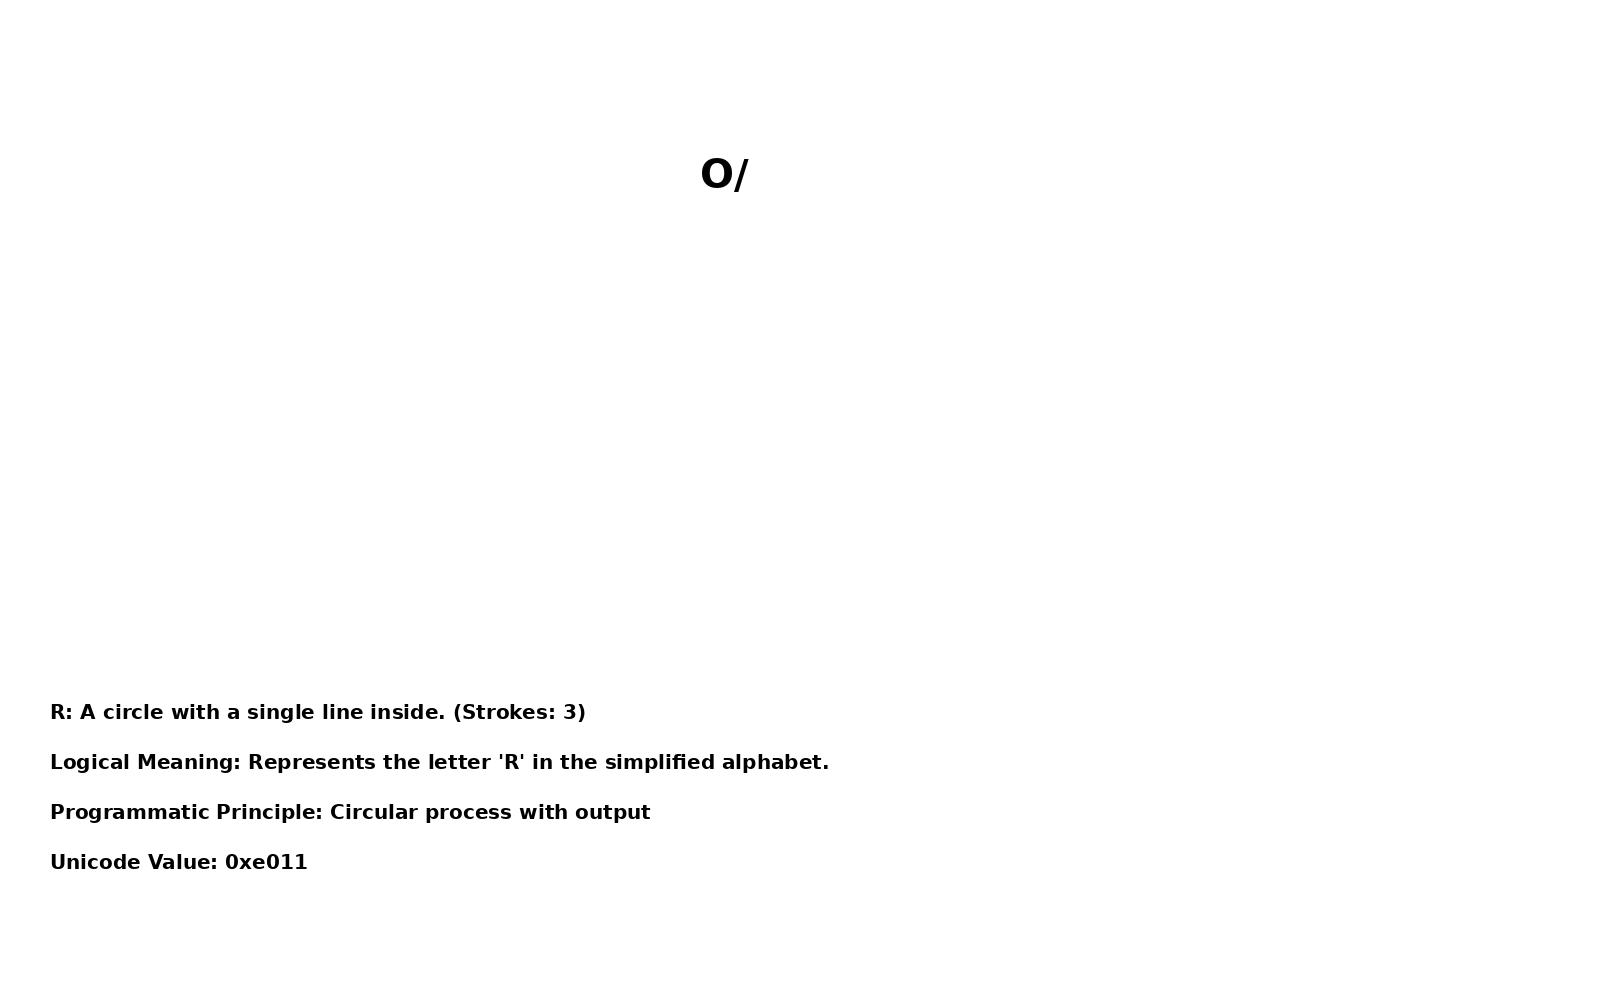 O/
R: A circle with a single line inside. (Strokes: 3)
Logical Meaning: Represents the letter 'R' in the simplified alphabet.
Programmatic Principle: Circular process with output
Unicode Value: 0xe011